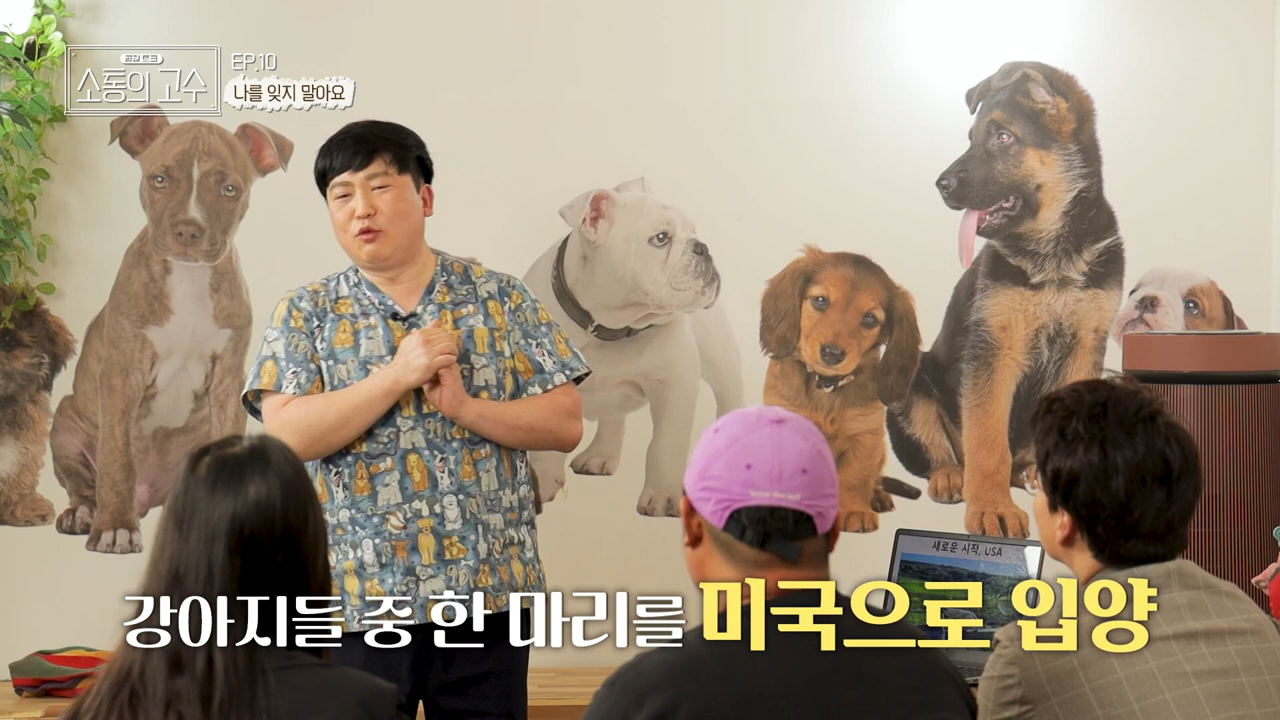 공감 토크
소통의 고수
EP.10
나를 잊지 말아요
새로운 시작, USA
강아지들 중 한 마리를 미국으로 입양